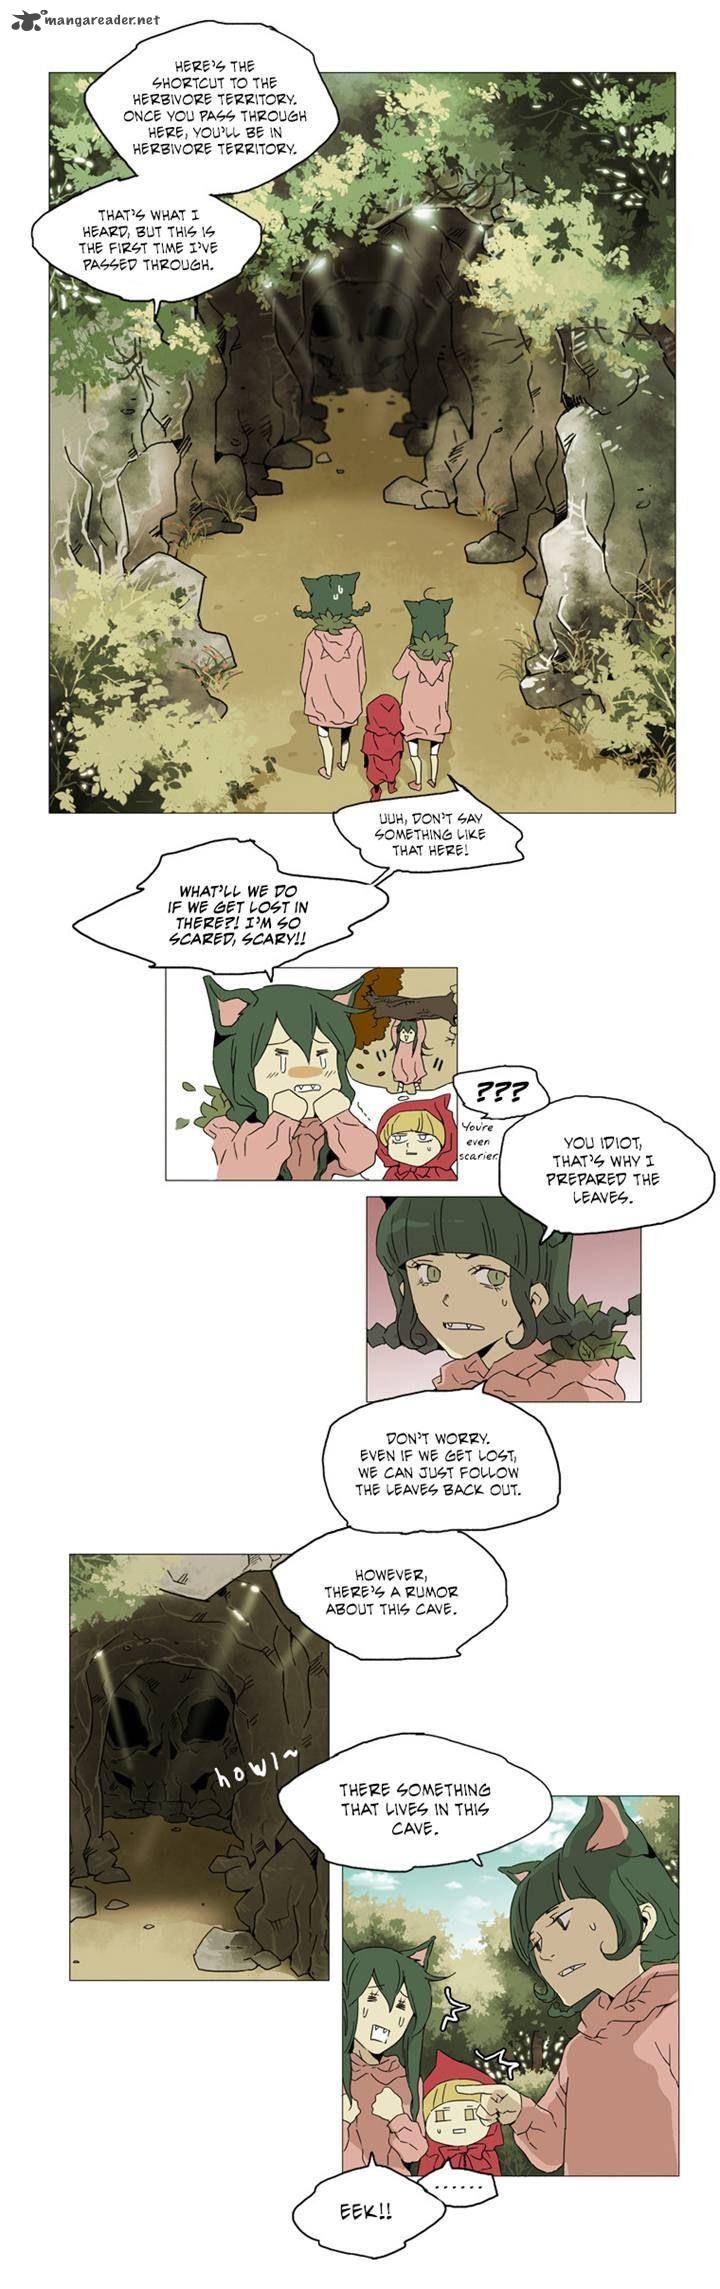 mangareader.net
HERE'S THE
SHORTCUT TO THE
HERBIVORE TERRITORY.
ONCE YOU PASS THROUGH
HERE, YOU'LL BE IN
HERBIVORE TERRITORY.
THAT'S WHAT I
HEARD, BUT THIS IS
THE FIRST TIME I'VE
PASSED THROUGH.
UUH, DON'T SAY
SOMETHING LIKE
THAT HERE!
WHAT'LL WE DO
IF WE GET LOST IN
THERE?! I'M SO
SCARED, SCARY!!
???
You're
even
scarier.
YOU IDIOT,
THAT'S WHY I
PREPARED THE
LEAVES.
DON'T WORRY.
EVEN IF WE GET LOST,
WE CAN JUST FOLLOW
THE LEAVES BACK OUT.
HOWEVER,
THERE'S A RUMOR
ABOUT THIS CAVE.
howl~
THERE SOMETHING
THAT LIVES IN THIS
CAVE.
......
EEK!!